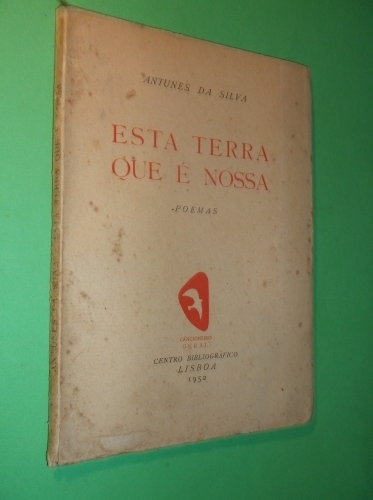 ANTUNES DA SILVA
ESTA TERRA
QUE É NOSSA
POEMAS
CANCIONEIRO
GERAL
CENTRO BIBLIOGRÁFICO
LISBOA
1952